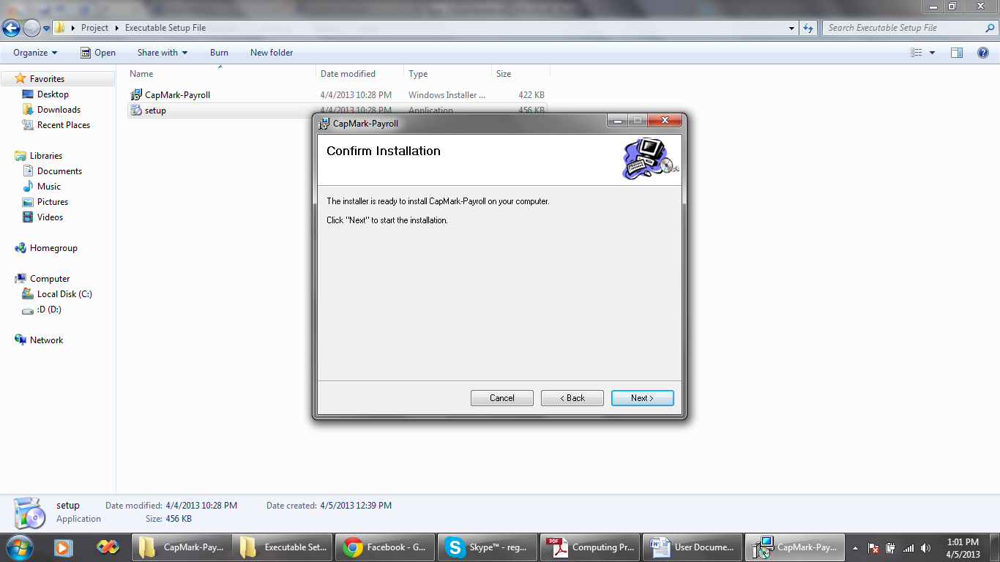 Project ▸ Executable Setup File
Search Executable Setup File
Organize Open Share with Burn New folder
Name Date modified Type Size
Favorites
Desktop
Downloads
Recent Places
Libraries
Documents
Music
Pictures
Videos
Homegroup
Computer
Local Disk (C:)
:D (D:)
Network
CapMark-Payroll 4/4/2013 10:28 PM Windows Installer ... 422 KB
setup 4/4/2013 10:28 PM Application 456 KB
CapMark-Payroll
Confirm Installation
The installer is ready to install CapMark-Payroll on your computer.
Click "Next" to start the installation.
Cancel < Back Next >
setup Date modified: 4/4/2013 10:28 PM Date created: 4/5/2013 12:39 PM
Application Size: 456 KB
CapMark-Pay... Executable Set... Facebook - G... Skype™ - reg... PDF Computing Pr... User Docume... CapMark-Pay...
1:01 PM
4/5/2013